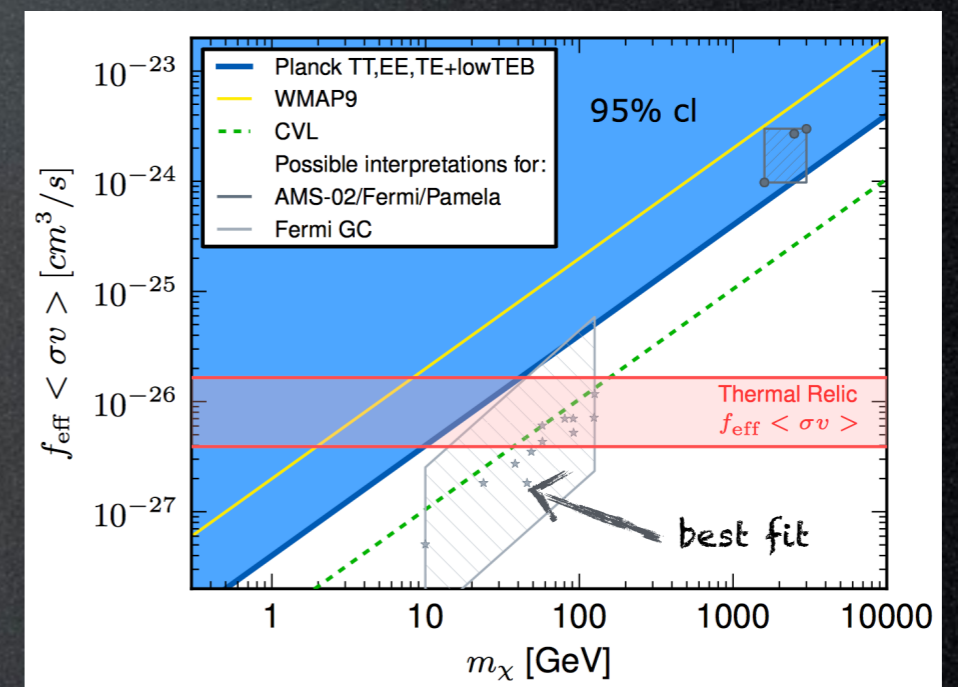 Planck TT,EE,TE+lowTEB
WMAP9
CVL
Possible interpretations for:
AMS-02/Fermi/Pamela
Fermi GC
95% cl
10⁻²³
10⁻²⁴
10⁻²⁵
10⁻²⁶
10⁻²⁷
f_eff < σv > [cm³/s]
Thermal Relic
f_eff < σv >
best fit
1
10
100
1000
10000
m_χ [GeV]